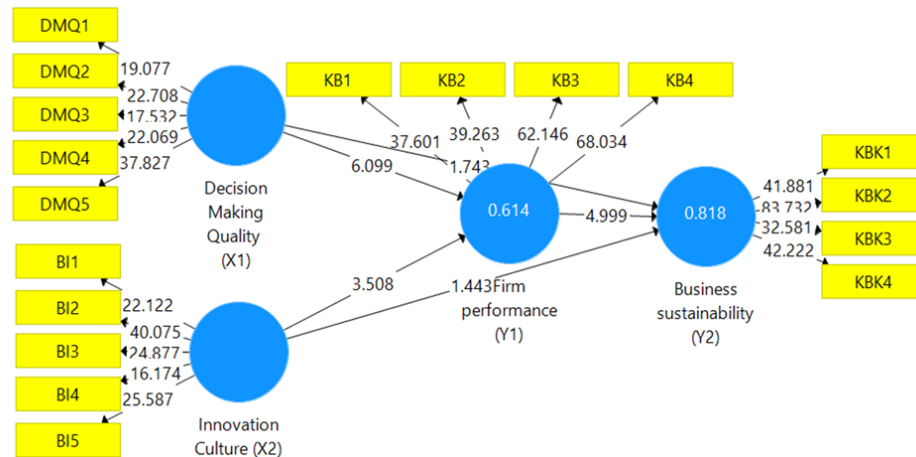 DMQ1
DMQ2
DMQ3
DMQ4
DMQ5
19.077
22.708
17.532
22.069
37.827
Decision
Making
Quality
(X1)
KB1
KB2
KB3
KB4
37.601
39.263
62.146
68.034
6.099
1.743
0.614
4.999
0.818
KBK1
KBK2
KBK3
KBK4
41.881
83.732
32.581
42.222
BI1
BI2
BI3
BI4
BI5
22.122
40.075
24.877
16.174
25.587
Innovation
Culture (X2)
3.508
1.443
Firm
performance
(Y1)
Business
sustainability
(Y2)